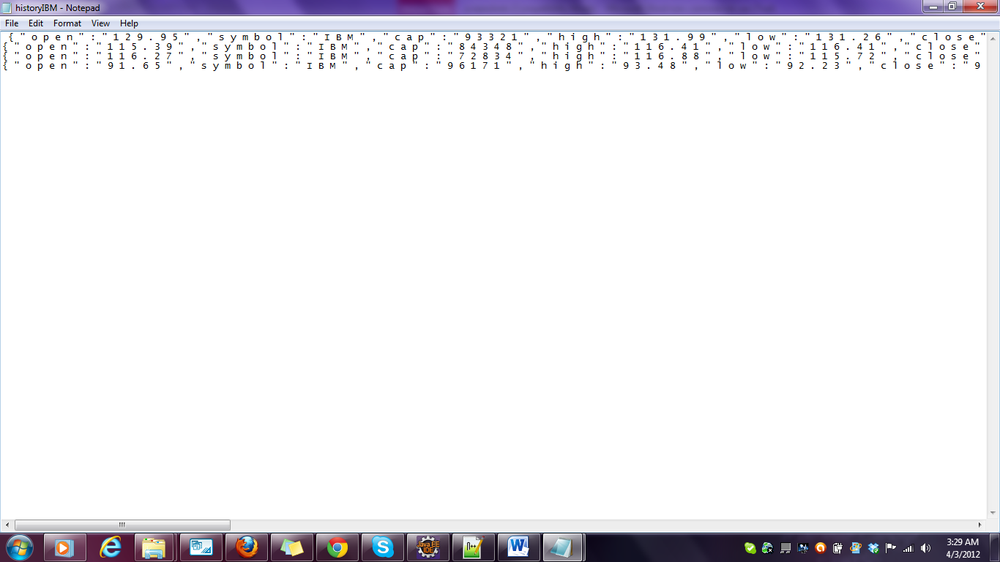 historyIBM - Notepad
File Edit Format View Help
{"open":"129.95","symbol":"IBM","cap":"93321","high":"131.99","low":"131.26","close"
{"open":"115.39","symbol":"IBM","cap":"84348","high":"116.41","low":"116.41","close"
{"open":"116.27","symbol":"IBM","cap":"72834","high":"116.88","low":"115.72","close"
{"open":"91.65","symbol":"IBM","cap":"96171","high":"93.48","low":"92.23","close":"9
Java EE
IDE
3:29 AM
4/3/2012